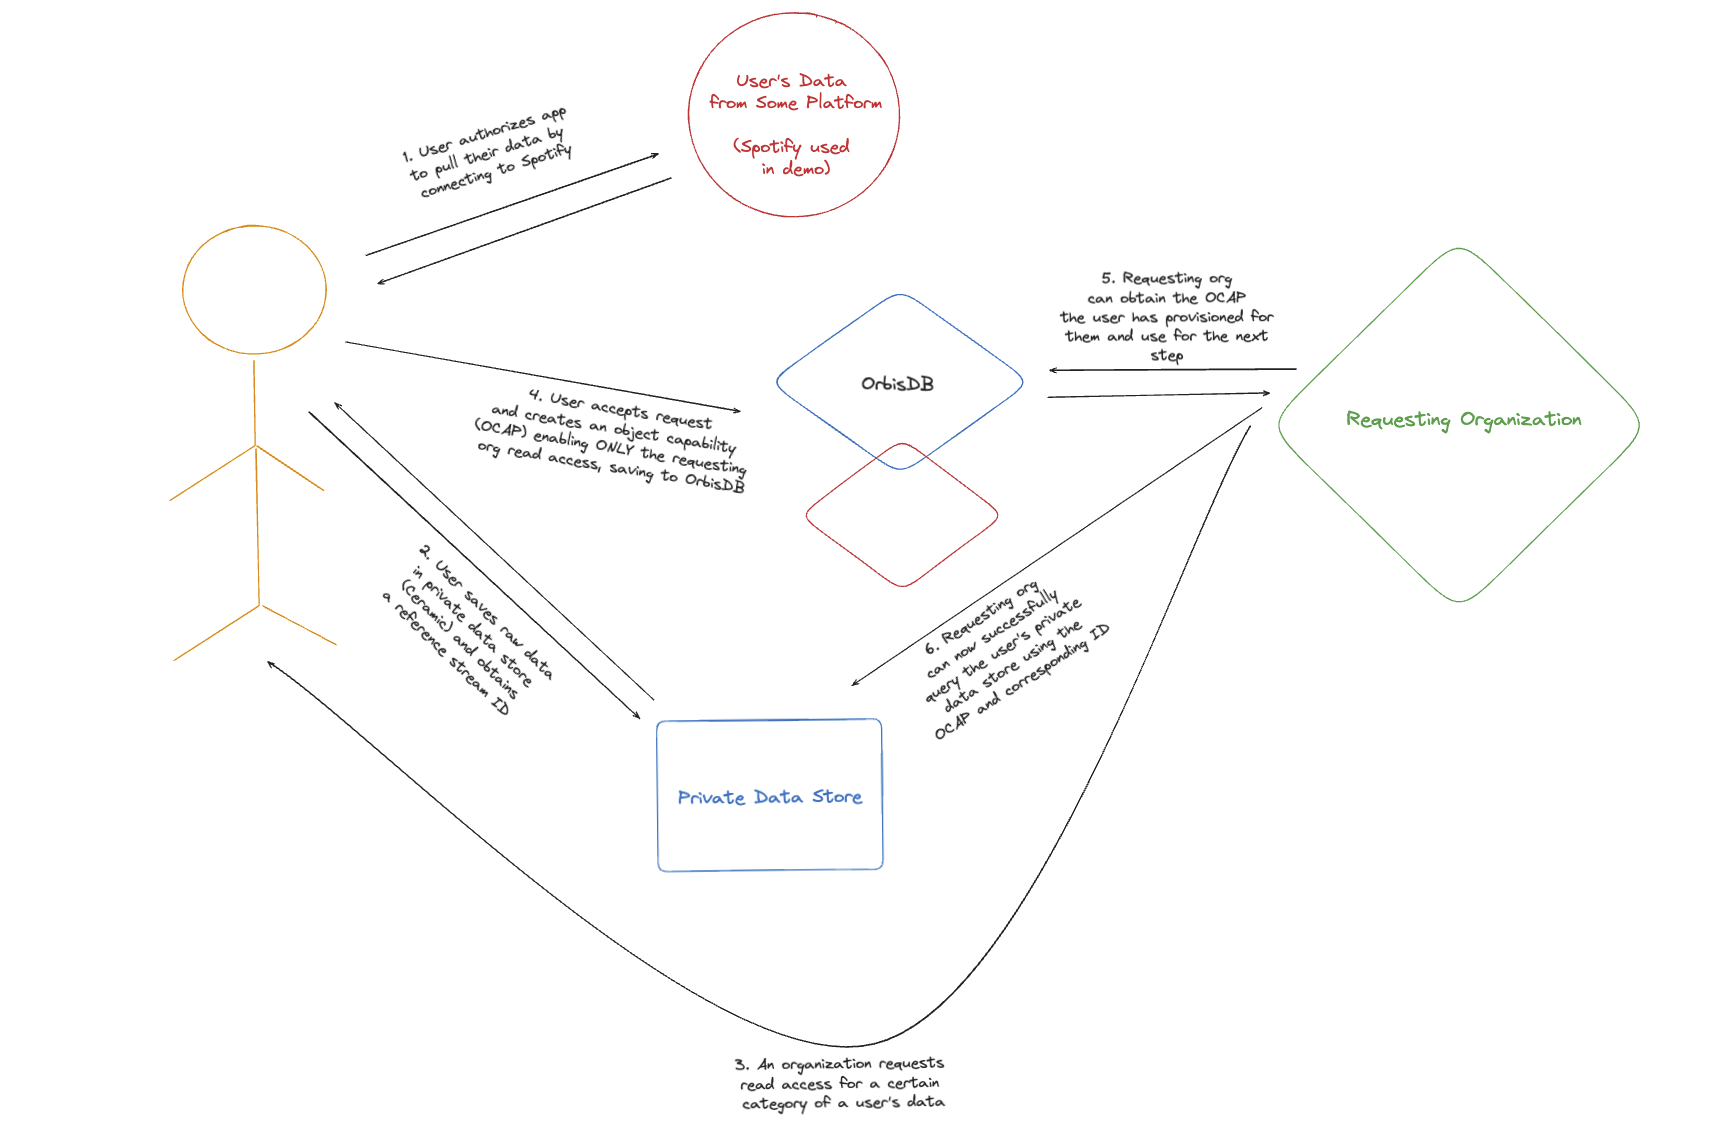 User's Data
from Some Platform
(Spotify used
in demo)
1. User authorizes app
to pull their data by
connecting to Spotify
5. Requesting org
can obtain the OCAP
the user has provisioned for
them and use for the next
step
OrbisDB
Requesting Organization
4. User accepts request
and creates an object capability
(OCAP) enabling ONLY the requesting
org read access, saving to OrbisDB
2. User saves raw data
in private data store
(Ceramic) and obtains
a reference stream ID
6. Requesting org
can now successfully
query the user's private
data store using the
OCAP and corresponding ID
Private Data Store
3. An organization requests
read access for a certain
category of a user's data